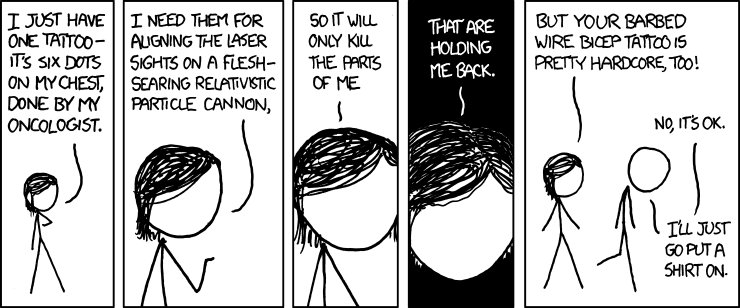 I JUST HAVE
ONE TATTOO—
IT'S SIX DOTS
ON MY CHEST,
DONE BY MY
ONCOLOGIST.
I NEED THEM FOR
ALIGNING THE LASER
SIGHTS ON A FLESH-
SEARING RELATIVISTIC
PARTICLE CANNON,
SO IT WILL
ONLY KILL
THE PARTS
OF ME
THAT ARE
HOLDING
ME BACK.
BUT YOUR BARBED
WIRE BICEP TATTOO IS
PRETTY HARDCORE, TOO!
NO, IT'S OK.
I'LL JUST
GO PUT A
SHIRT ON.